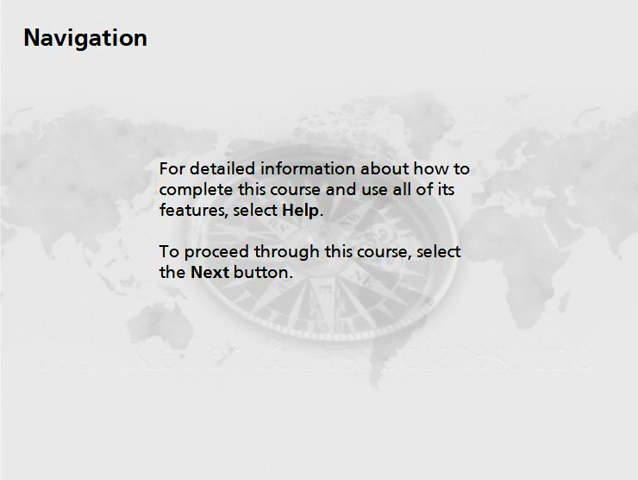 Navigation
For detailed information about how to
complete this course and use all of its
features, select Help.
To proceed through this course, select
the Next button.